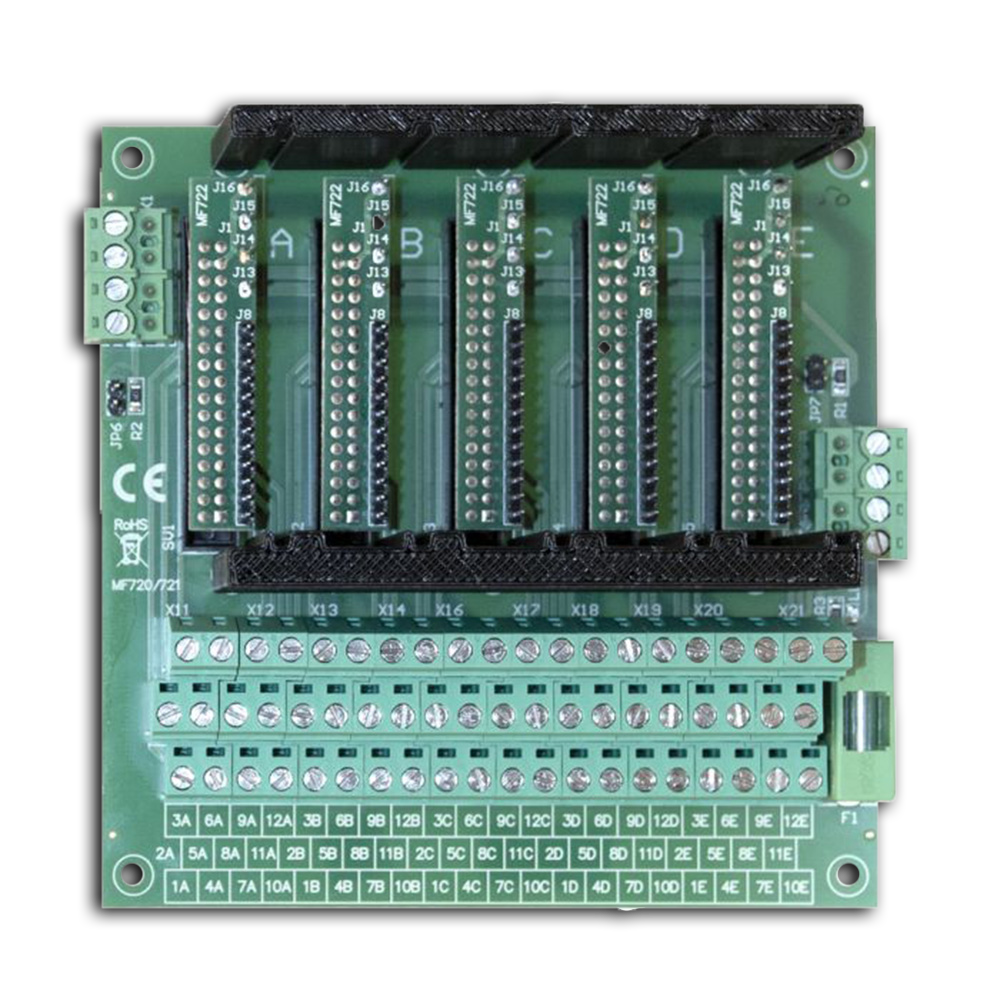 MF722 J16 MF722 J16 MF722 J16 MF722 J16 MF722 J16
J15 J15 J15 J15 J15
J1 J1 J1 J1 J1
J14 J14 J14 J14 J14
A B C D E
J13 J13 J13 J13 J13
J8 J8 J8 J8 J8
JP6 R2
JP7 R1
CE
RoHS
SV1
MF720/721
X11 X12 X13 X14 X16 X17 X18 X19 X20 X21 R3
F1
3A 6A 9A 12A 3B 6B 9B 12B 3C 6C 9C 12C 3D 6D 9D 12D 3E 6E 9E 12E
2A 5A 8A 11A 2B 5B 8B 11B 2C 5C 8C 11C 2D 5D 8D 11D 2E 5E 8E 11E
1A 4A 7A 10A 1B 4B 7B 10B 1C 4C 7C 10C 1D 4D 7D 10D 1E 4E 7E 10E